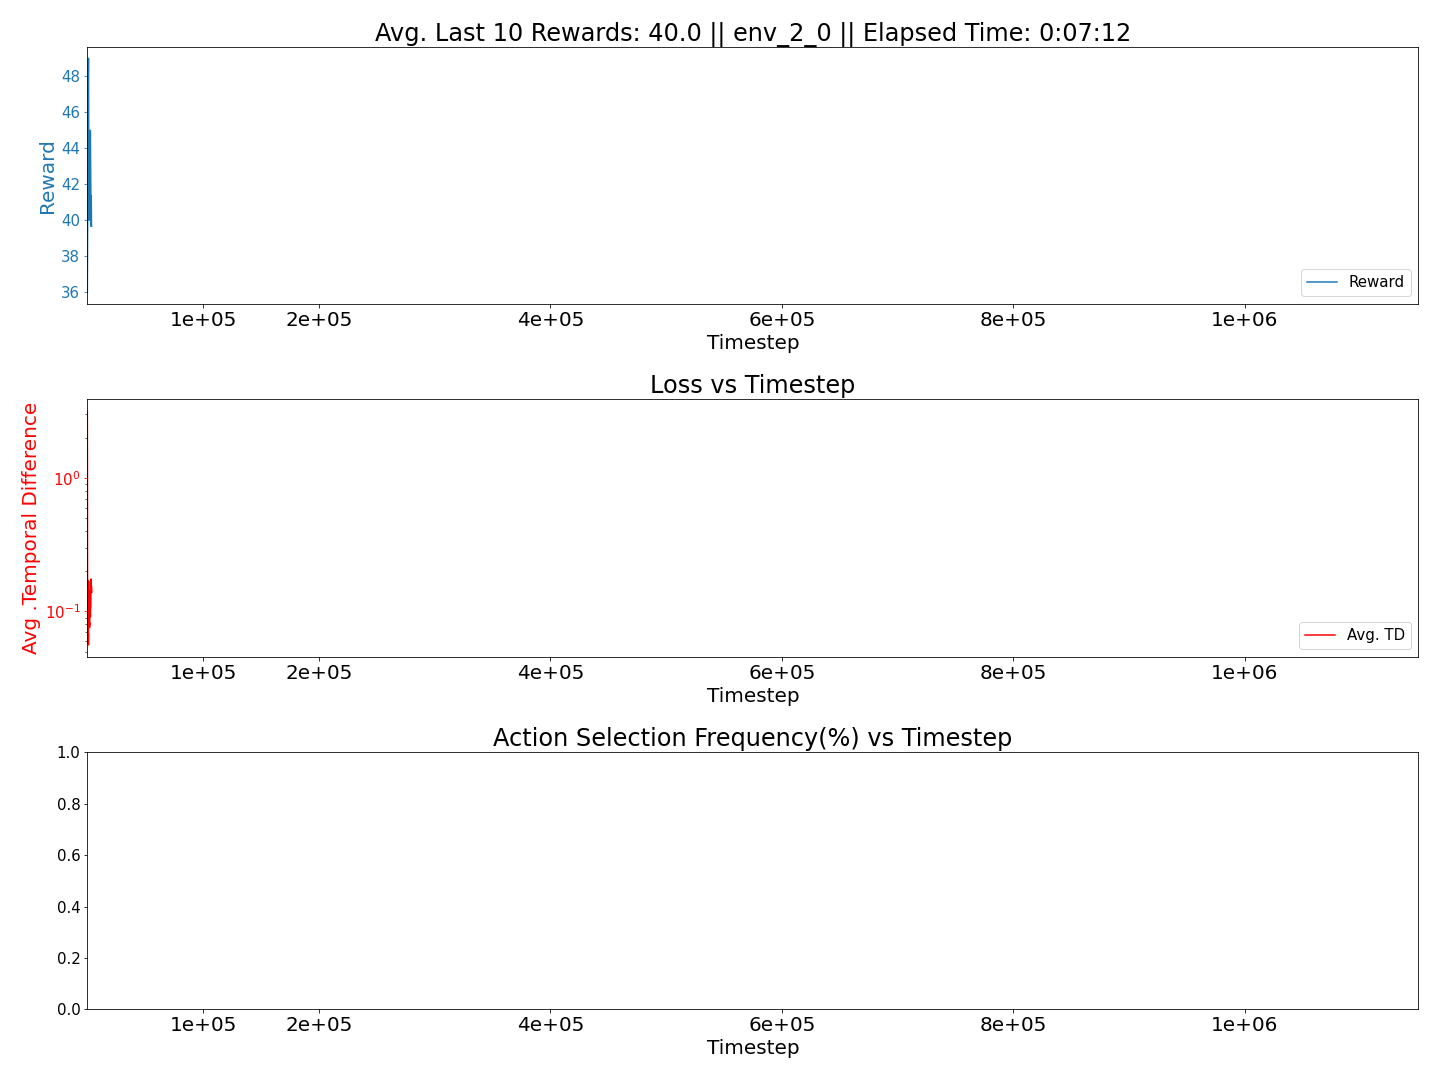 Avg. Last 10 Rewards: 40.0 || env_2_0 || Elapsed Time: 0:07:12
Reward
48
46
44
42
40
38
36
Reward
1e+05 2e+05 4e+05 6e+05 8e+05 1e+06
Timestep
Loss vs Timestep
Avg .Temporal Difference
10⁰
10⁻¹
Avg. TD
1e+05 2e+05 4e+05 6e+05 8e+05 1e+06
Timestep
Action Selection Frequency(%) vs Timestep
1.0
0.8
0.6
0.4
0.2
0.0
1e+05 2e+05 4e+05 6e+05 8e+05 1e+06
Timestep